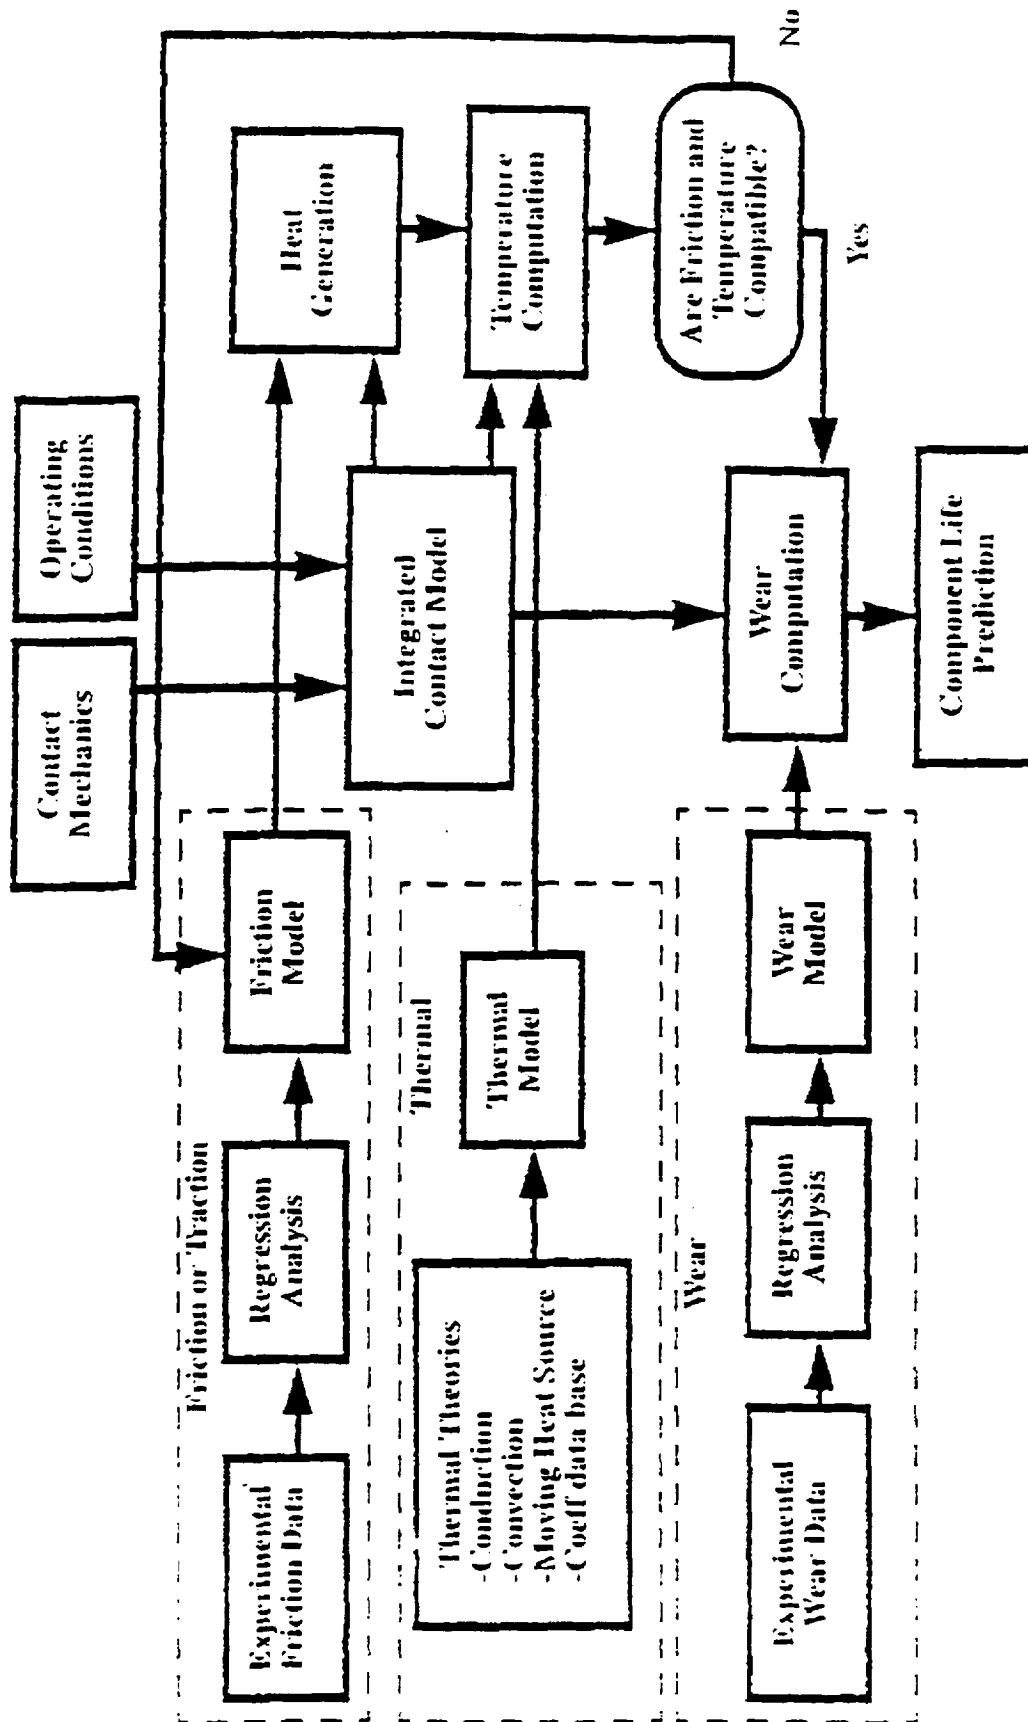 Contact
Mechanics
Operating
Conditions
No
Friction or Traction
Experimental
Friction Data
Regression
Analysis
Friction
Model
Heat
Generation
Integrated
Contact Model
Thermal
Thermal Theories
-Conduction
-Convection
-Moving Heat Source
-Coeff data base
Thermal
Model
Temperature
Computation
Are Friction and
Temperature
Compatible?
Yes
Wear
Experimental
Wear Data
Regression
Analysis
Wear
Model
Wear
Computation
Component Life
Prediction